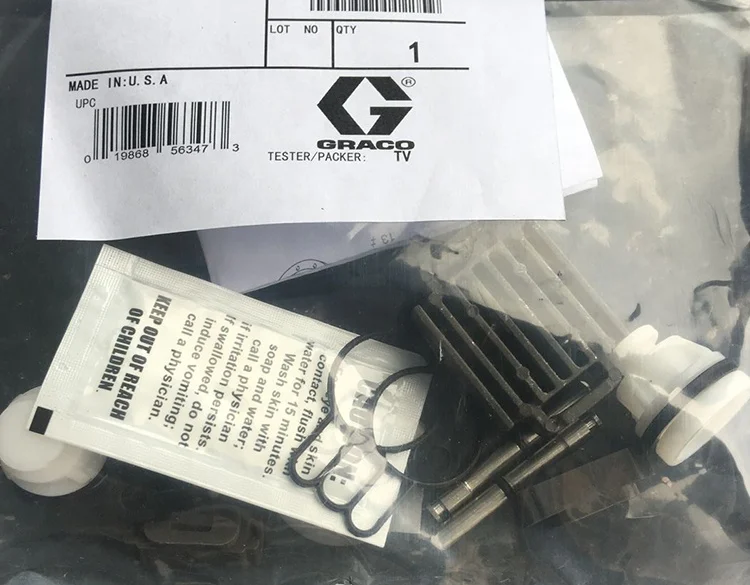 LOT NO
QTY
1
MADE IN:U.S.A
UPC
0 19868 56347 3
®
GRACO
TESTER/PACKER: TV
13
KEEP OUT OF REACH
OF CHILDREN
contact flush
water for 15 minutes.
Wash skin with
soap and water;
call a physician
if irritation persists.
If swallowed, do not
induce vomiting;
call a physician.